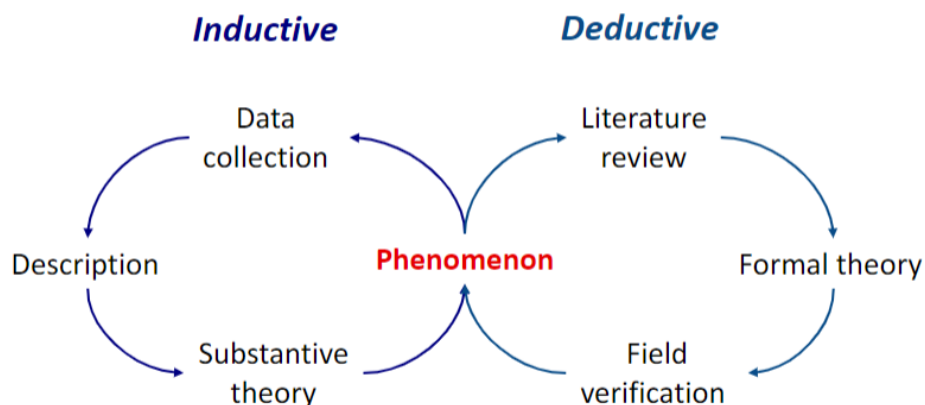 Inductive
Deductive
Data
collection
Literature
review
Description
Phenomenon
Formal theory
Substantive
theory
Field
verification